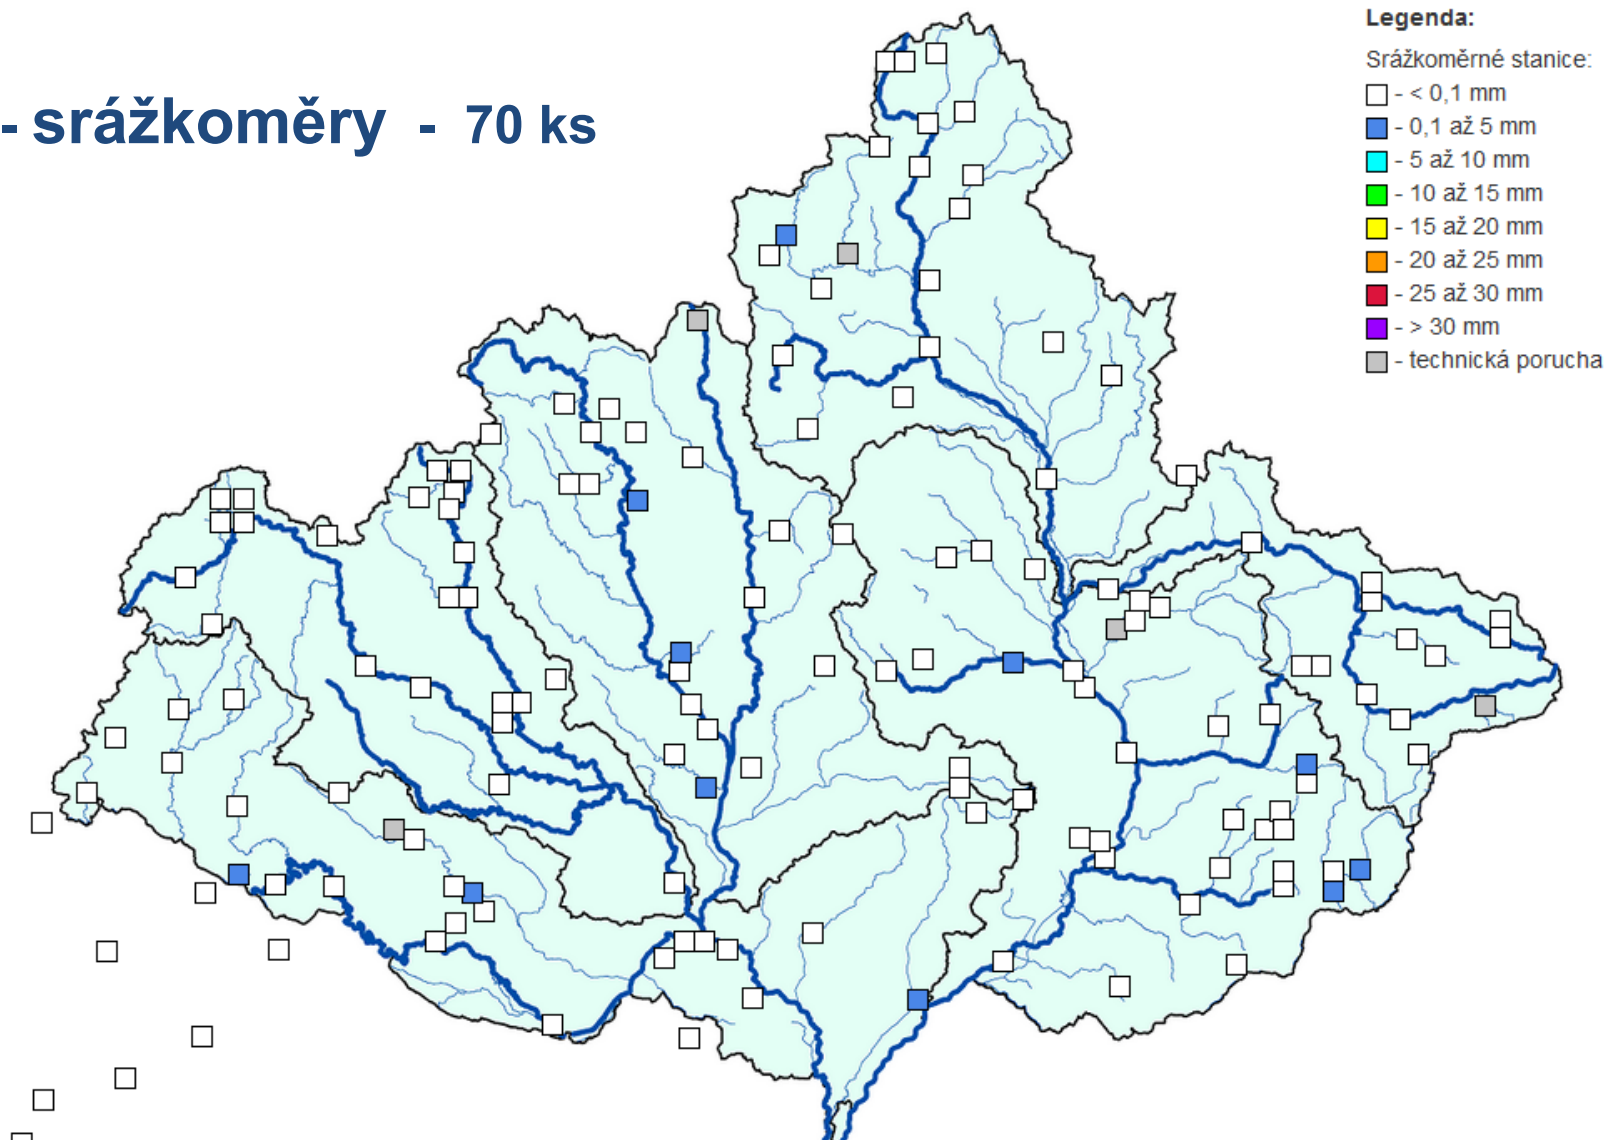 - srážkoměry - 70 ks
Legenda:
Srážkoměrné stanice:
- < 0,1 mm
- 0,1 až 5 mm
- 5 až 10 mm
- 10 až 15 mm
- 15 až 20 mm
- 20 až 25 mm
- 25 až 30 mm
- > 30 mm
- technická porucha